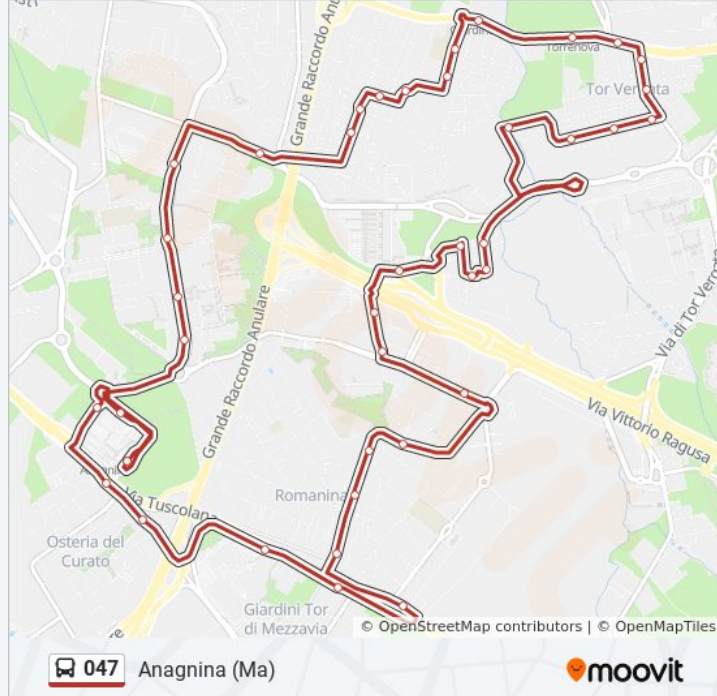 Grande Raccordo Anu
Torrenova
Tor Vergata
Via di Tor Vergata
Grande Raccordo Anulare
Via Vittorio Ragusa
Romanina
Via Tuscolana
Osteria del
Curato
Giardini Tor
di Mezzavia
© OpenStreetMap contributors | © OpenMapTiles
047 Anagnina (Ma)
moovit